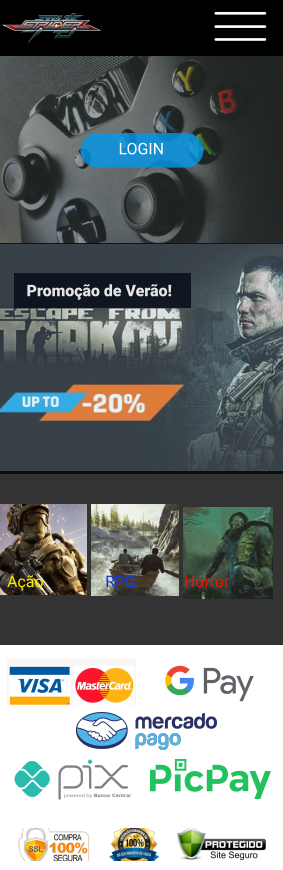 SPIDER
Y
B
X
A
LOGIN
Promoção de Verão!
ESCAPE FROM
TARKOV
UP TO -20%
Ação RPG Horror
VISA MasterCard G Pay
mercado
pago
pix PicPay
powered by Banco Central
COMPRA
SSL 100%
SEGURA
100%
PROTEGIDO
Site Seguro